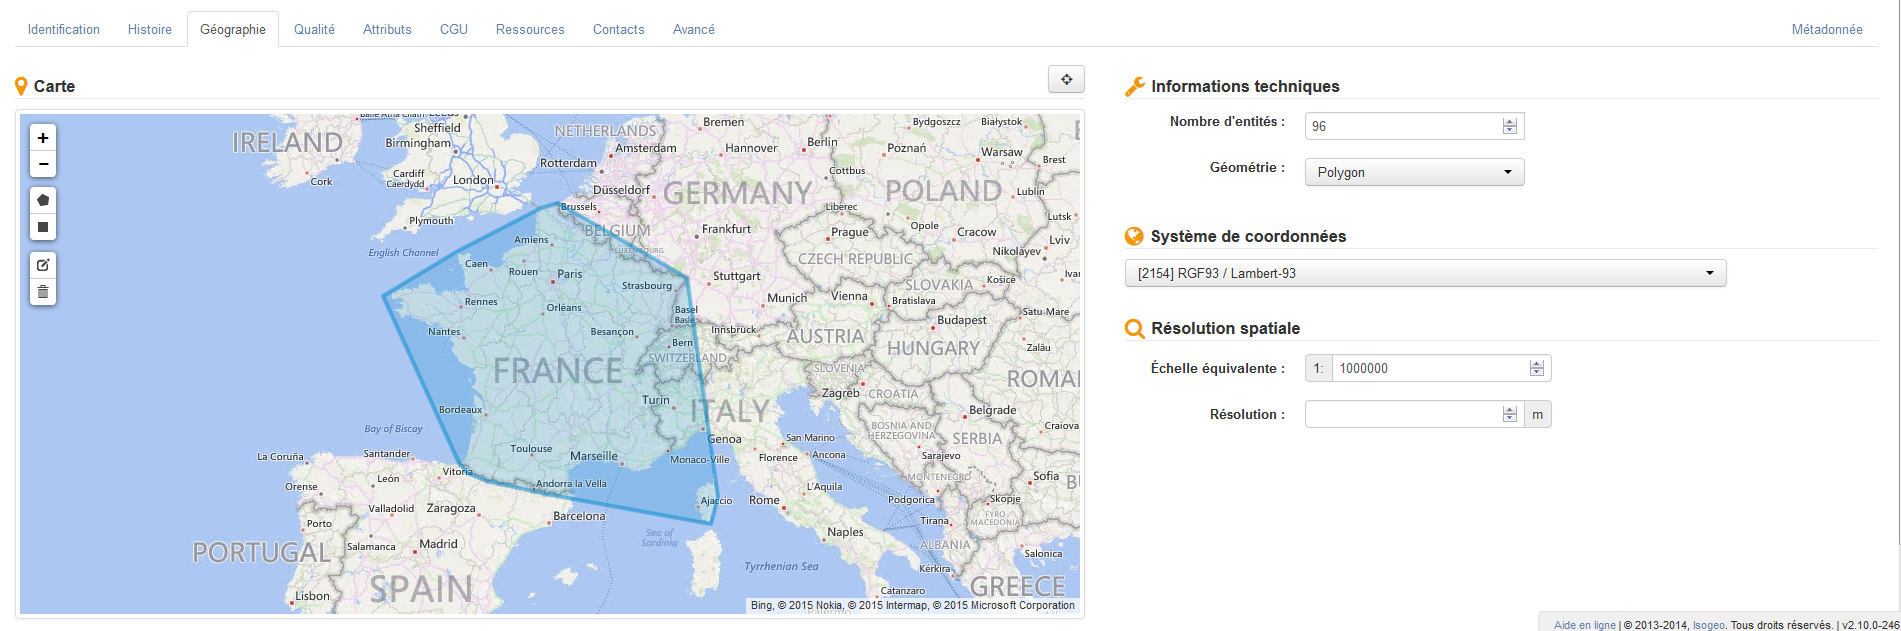 Identification Histoire Géographie Qualité Attributs CGU Ressources Contacts Avancé Métadonnée
Carte
Informations techniques
Nombre d'entités : 96
Géométrie : Polygon
Système de coordonnées
[2154] RGF93 / Lambert-93
Résolution spatiale
Échelle équivalente : 1: 1000000
Résolution : m
+
−
IRELAND
Cork
Sheffield
Birmingham
Cardiff
Caerdydd
London
Plymouth
English Channel
NETHERLANDS
Amsterdam
Rotterdam
Düsseldorf
Brussels
BELGIUM
LUXEMBOURG
Bremen
Hannover
Berlin
Cottbus
GERMANY
Frankfurt
Stuttgart
Munich
Bydgoszcz
Białystok
Poznań
Warsaw
Brest
POLAND
Lublin
Liberec
Opole
Prague
Cracow
Lutsk
Lviv
Nikolayev
CZECH REPUBLIC
SLOVAKIA
Košice
Ivan
Vienna
Bratislava
Satu Mare
Budapest
AUSTRIA
HUNGARY
Zalău
Innsbruck
Amiens
Caen
Rouen
Paris
Strasbourg
Rennes
Orléans
Nantes
Besançon
Basel
Basle
Bern
SWITZERLAND
FRANCE
Turin
ITALY
Bordeaux
Toulouse
Marseille
Genoa
Monaco-Ville
Andorra la Vella
Ajaccio
Bay of Biscay
La Coruña
Santander
Vitoria
León
Orense
Valladolid
Zaragoza
Barcelona
Porto
Salamanca
Madrid
PORTUGAL
SPAIN
Lisbon
Sea of
Sardinia
Tyrrhenian Sea
SLOVENIA
Zagreb
CROATIA
ROMA
Belgrade
BOSNIA AND
HERZEGOVINA
SERBIA
Craiova
San Marino
Ancona
Florence
Sarajevo
MONTENEGRO
Sofia
L'Aquila
Rome
Podgorica
Skopje
FYRO
MACEDONIA
Tirana
Naples
ALBANIA
Salonica
Kérkira
GREECE
Catanzaro
Palermo
Bing, © 2015 Nokia, © 2015 Intermap, © 2015 Microsoft Corporation
Aide en ligne | © 2013-2014, Isogeo. Tous droits réservés. | v2.10.0-246